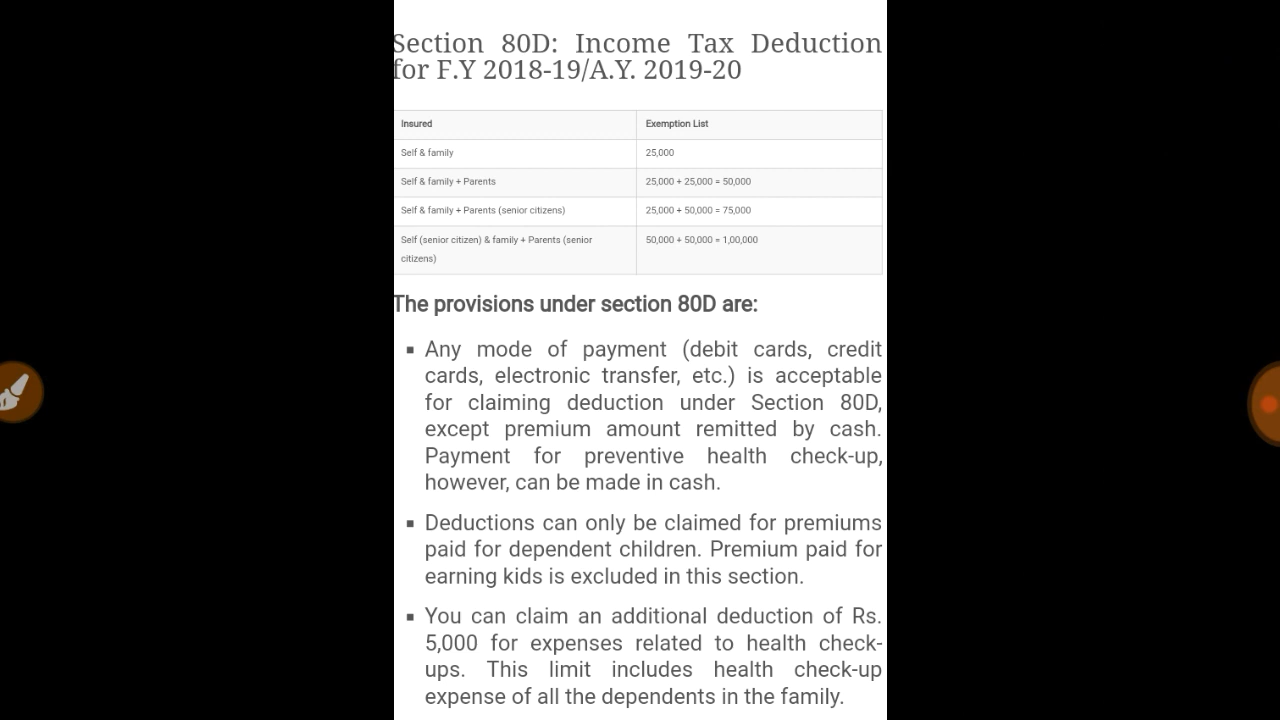 Section 80D: Income Tax Deduction
for F.Y 2018-19/A.Y. 2019-20
Insured Exemption List
Self & family 25,000
Self & family + Parents 25,000 + 25,000 = 50,000
Self & family + Parents (senior citizens) 25,000 + 50,000 = 75,000
Self (senior citizen) & family + Parents (senior 50,000 + 50,000 = 1,00,000
citizens)
The provisions under section 80D are:
▪ Any mode of payment (debit cards, credit
cards, electronic transfer, etc.) is acceptable
for claiming deduction under Section 80D,
except premium amount remitted by cash.
Payment for preventive health check-up,
however, can be made in cash.
▪ Deductions can only be claimed for premiums
paid for dependent children. Premium paid for
earning kids is excluded in this section.
▪ You can claim an additional deduction of Rs.
5,000 for expenses related to health check-
ups. This limit includes health check-up
expense of all the dependents in the family.